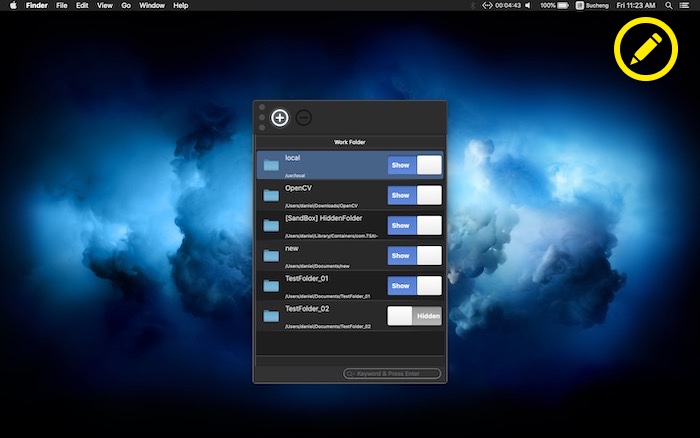 Finder File Edit View Go Window Help 00:04:43 100% Sucheng Fri 11:23 AM
Work Folder
local
Show
/usr/local
OpenCV
Show
/Users/daniel/Downloads/OpenCV
[SandBox] HiddenFolder
Show
/Users/daniel/Library/Containers/com.TSAI-
new
Show
/Users/daniel/Documents/new
TestFolder_01
Show
/Users/daniel/Documents/TestFolder_01
TestFolder_02
Hidden
/Users/daniel/Documents/TestFolder_02
Keyword & Press Enter